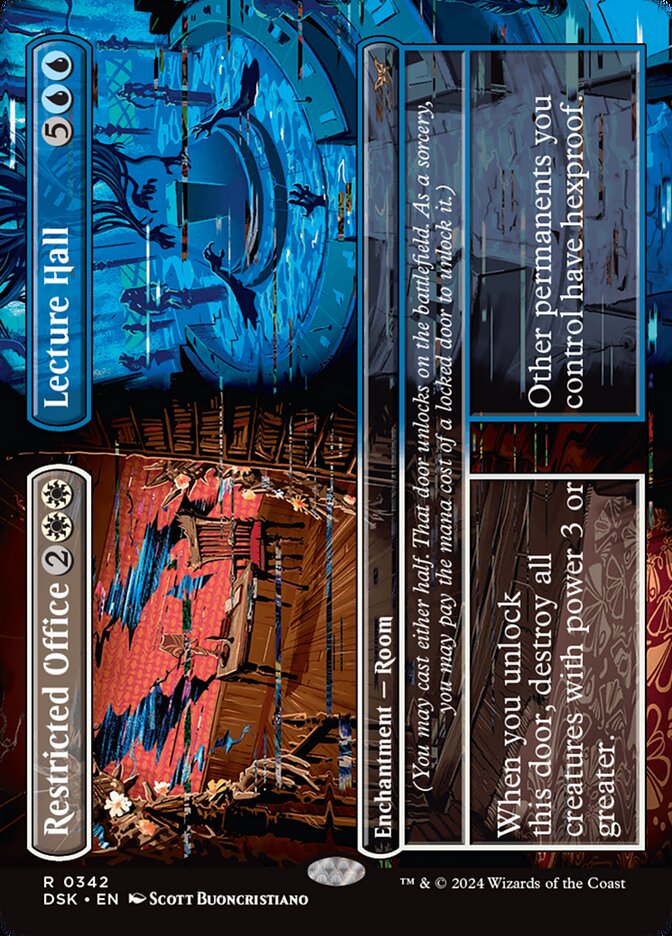 Restricted Office 2
Lecture Hall 5
Enchantment — Room
(You may cast either half. That door unlocks on the battlefield. As a sorcery,
you may pay the mana cost of a locked door to unlock it.)
When you unlock
this door, destroy all
creatures with power 3 or
greater.
Other permanents you
control have hexproof.
R 0342
DSK • EN Scott Buoncristiano
™ & © 2024 Wizards of the Coast